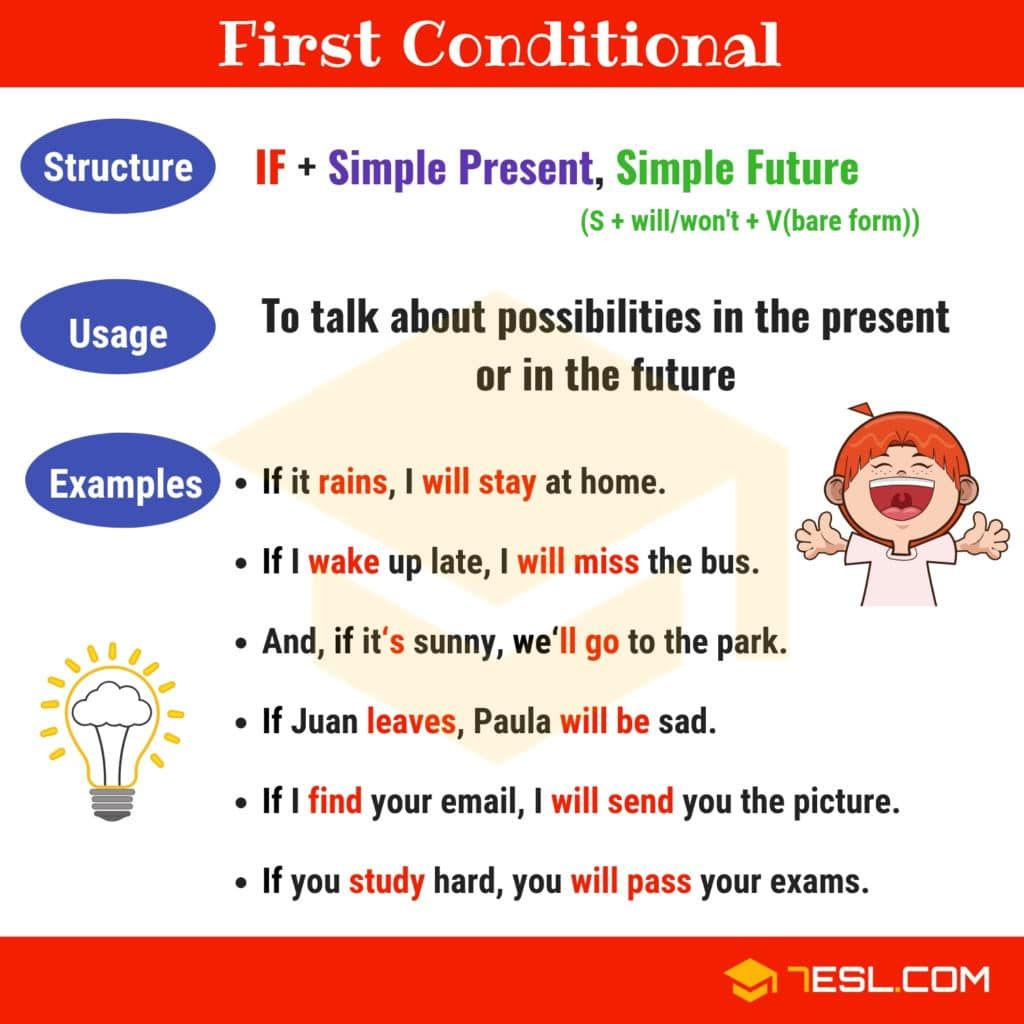 First Conditional
Structure
IF + Simple Present, Simple Future
(S + will/won't + V(bare form))
Usage
To talk about possibilities in the present
or in the future
Examples
• If it rains, I will stay at home.
• If I wake up late, I will miss the bus.
• And, if it‘s sunny, we‘ll go to the park.
• If Juan leaves, Paula will be sad.
• If I find your email, I will send you the picture.
• If you study hard, you will pass your exams.
7ESL.COM